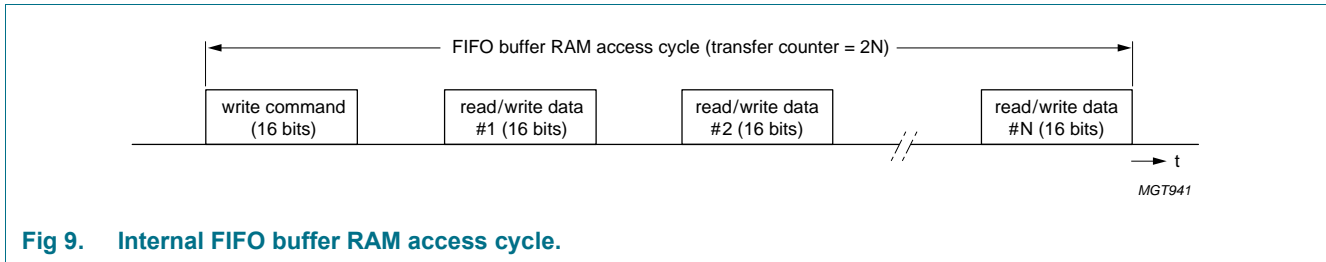 FIFO buffer RAM access cycle (transfer counter = 2N)
write command
(16 bits)
read/write data
#1 (16 bits)
read/write data
#2 (16 bits)
read/write data
#N (16 bits)
t
MGT941
Fig 9. Internal FIFO buffer RAM access cycle.